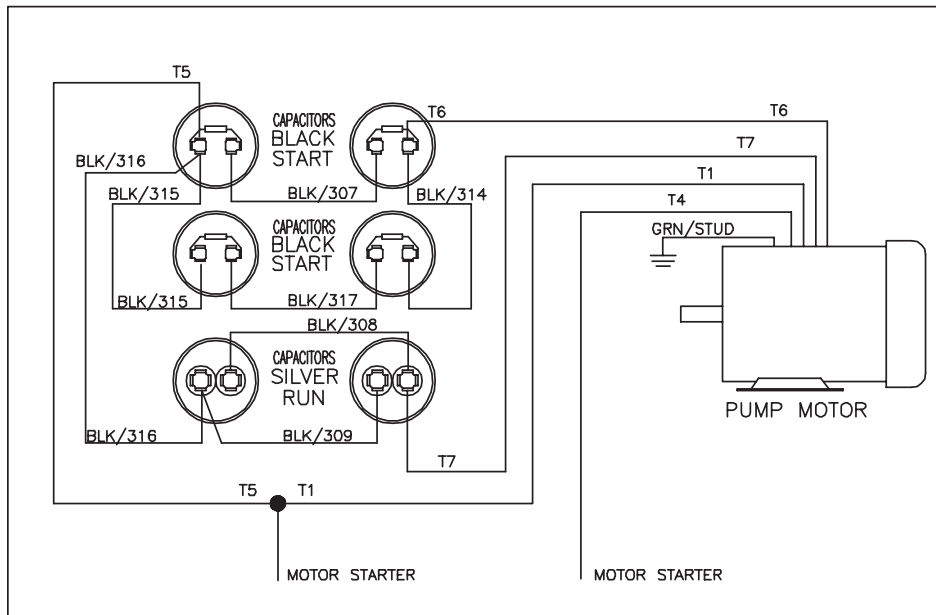 T5
CAPACITORS
BLACK
START
T6
T6
BLK/316
T7
BLK/315
BLK/307
BLK/314
T1
T4
GRN/STUD
CAPACITORS
BLACK
START
BLK/315
BLK/317
BLK/308
CAPACITORS
SILVER
RUN
PUMP MOTOR
BLK/316
BLK/309
T7
T5
T1
MOTOR STARTER
MOTOR STARTER